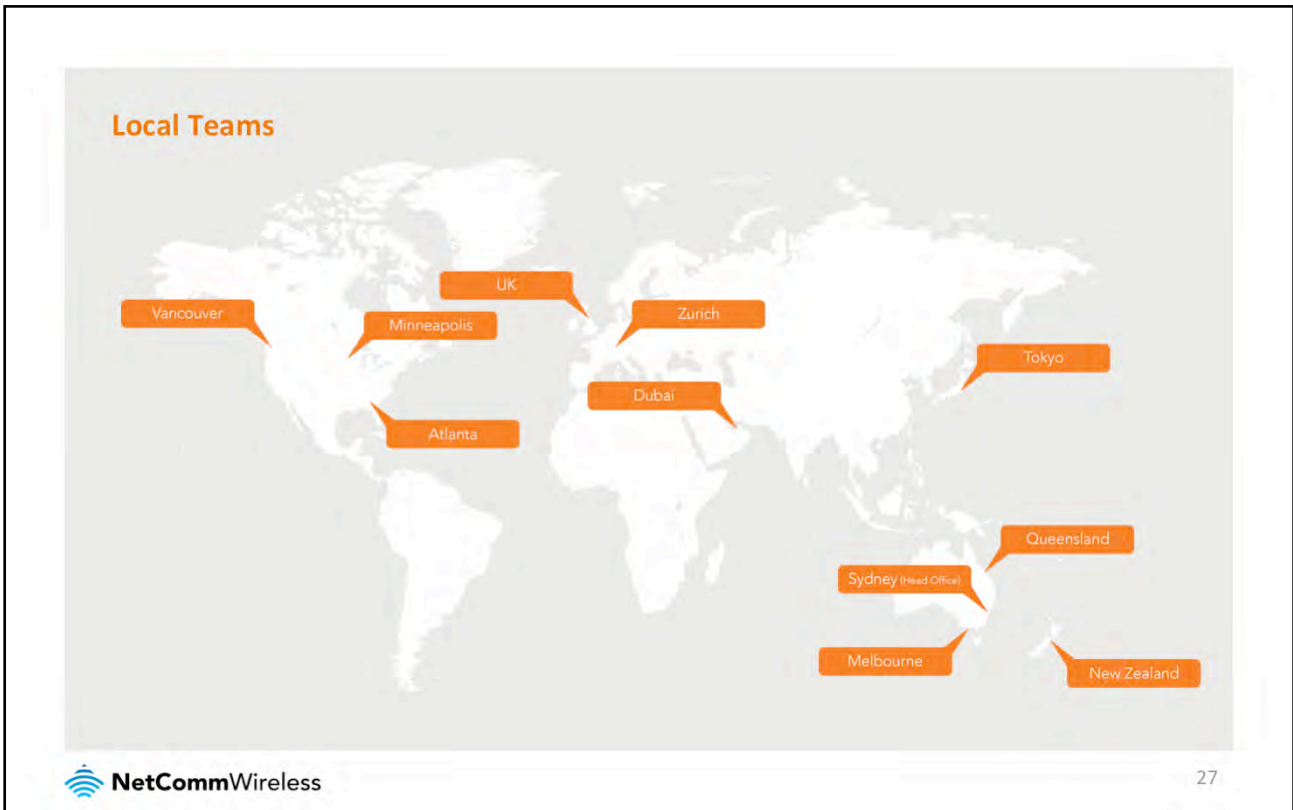 Local Teams
UK
Vancouver
Zurich
Minneapolis
Tokyo
Dubai
Atlanta
Queensland
Sydney (Head Office)
Melbourne
New Zealand
NetCommWireless
27